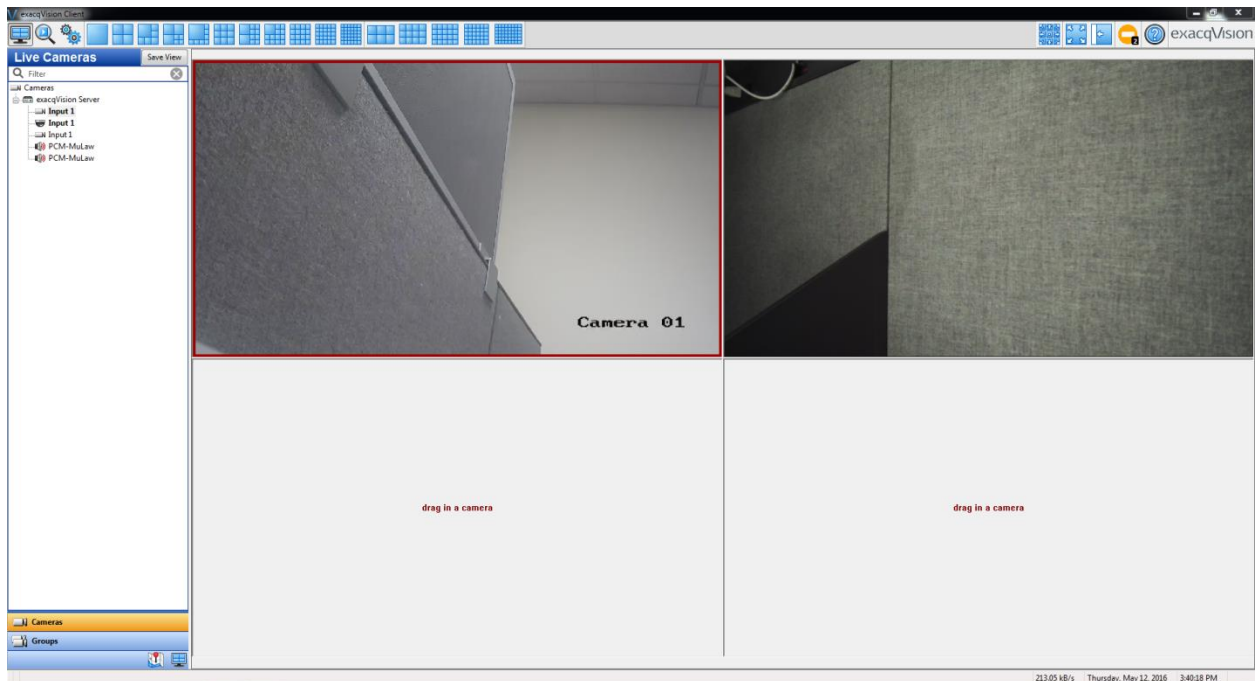 exacqVision Client
exacqVision
Live Cameras
Save View
Filter
Cameras
exacqVision Server
Input 1
Input 1
Input 1
PCM-MuLaw
PCM-MuLaw
Camera 01
drag in a camera
drag in a camera
Cameras
Groups
213.05 kB/s Thursday, May 12, 2016 3:40:18 PM